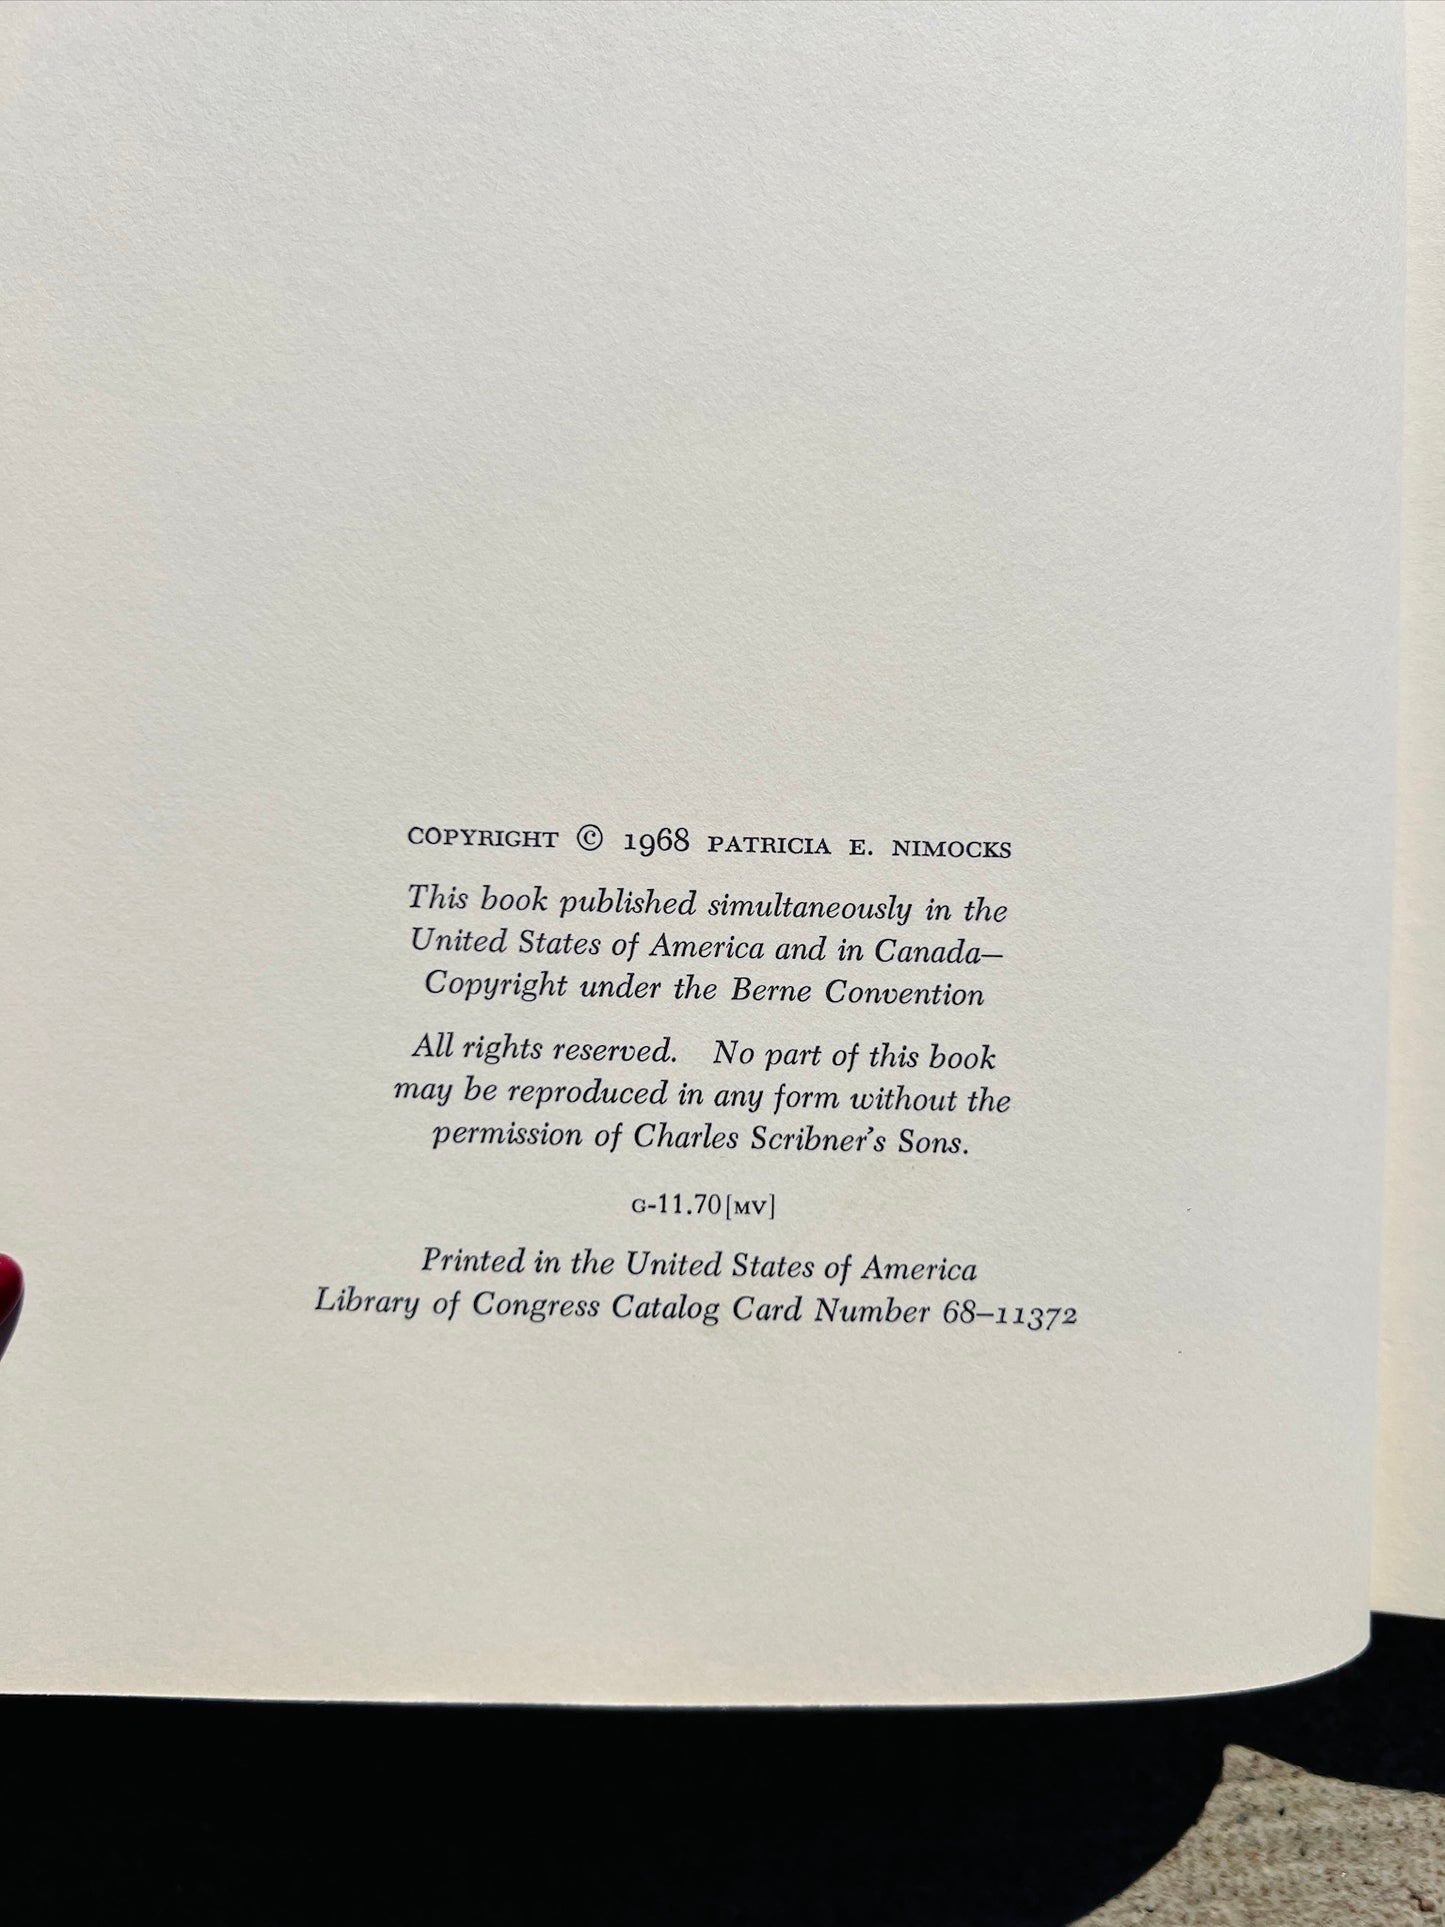 COPYRIGHT © 1968 PATRICIA E. NIMOCKS
This book published simultaneously in the
United States of America and in Canada—
Copyright under the Berne Convention
All rights reserved. No part of this book
may be reproduced in any form without the
permission of Charles Scribner's Sons.
G-11.70[MV]
Printed in the United States of America
Library of Congress Catalog Card Number 68–11372